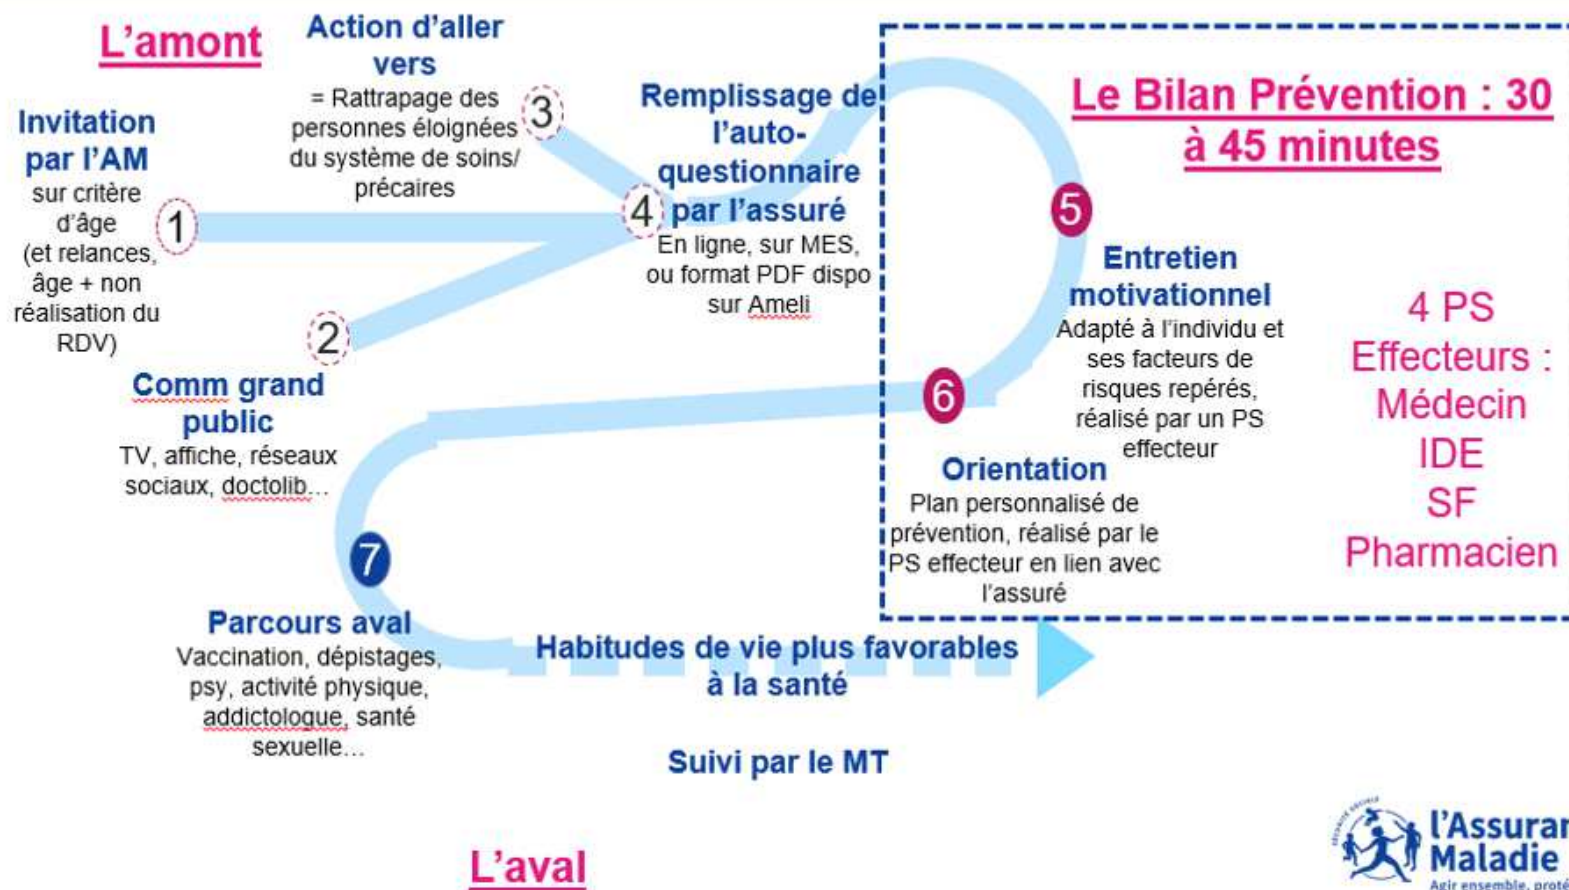 L’amont
Invitation
par l’AM
sur critère
d’âge
(et relances,
âge + non
réalisation du
RDV)
1
Action d’aller
vers
= Rattrapage des
personnes éloignées
du système de soins/
précaires
3
2
Comm grand
public
TV, affiche, réseaux
sociaux, doctolib…
4
Remplissage de
l’auto-
questionnaire
par l’assuré
En ligne, sur MES,
ou format PDF dispo
sur Ameli
Le Bilan Prévention : 30
à 45 minutes
5
Entretien
motivationnel
Adapté à l’individu et
ses facteurs de
risques repérés,
réalisé par un PS
effecteur
4 PS
Effecteurs :
Médecin
IDE
SF
Pharmacien
6
Orientation
Plan personnalisé de
prévention, réalisé par le
PS effecteur en lien avec
l’assuré
7
Parcours aval
Vaccination, dépistages,
psy, activité physique,
addictologue, santé
sexuelle…
Habitudes de vie plus favorables
à la santé
Suivi par le MT
L’aval
SÉCURITÉ SOCIALE
l’Assuran
Maladie
Agir ensemble, proté